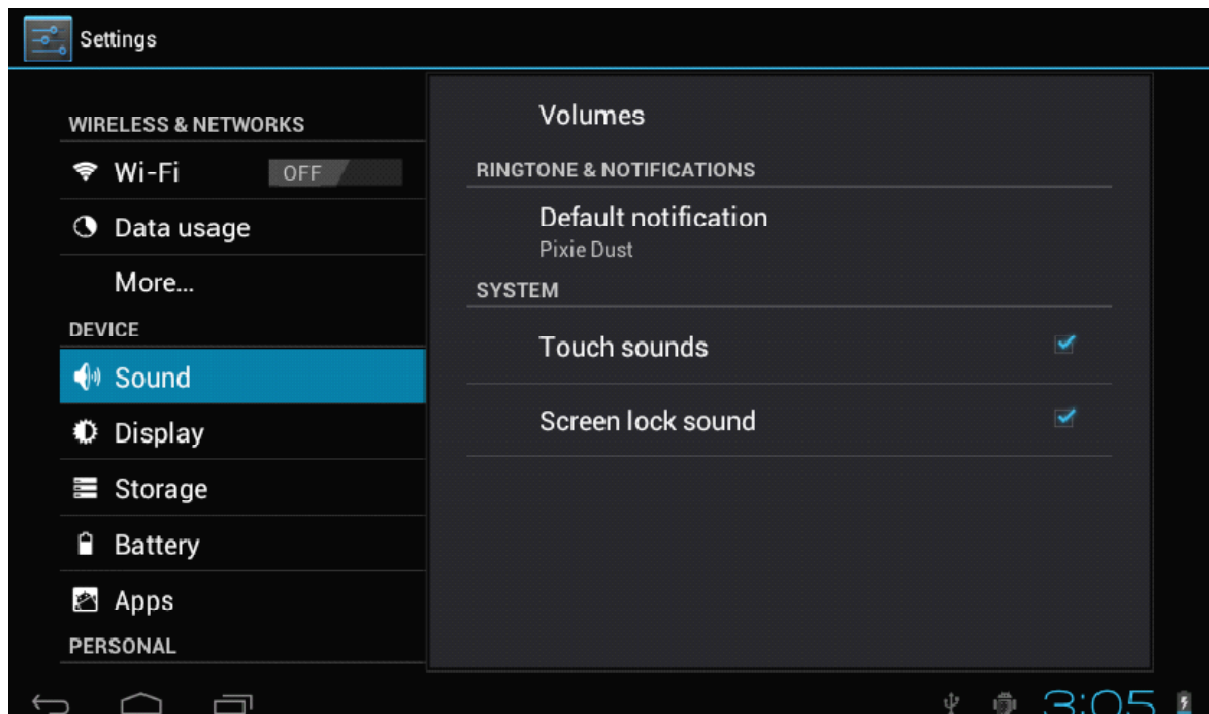 Settings
WIRELESS & NETWORKS
Wi-Fi OFF
Data usage
More...
DEVICE
Sound
Display
Storage
Battery
Apps
PERSONAL
Volumes
RINGTONE & NOTIFICATIONS
Default notification
Pixie Dust
SYSTEM
Touch sounds
Screen lock sound
3:05